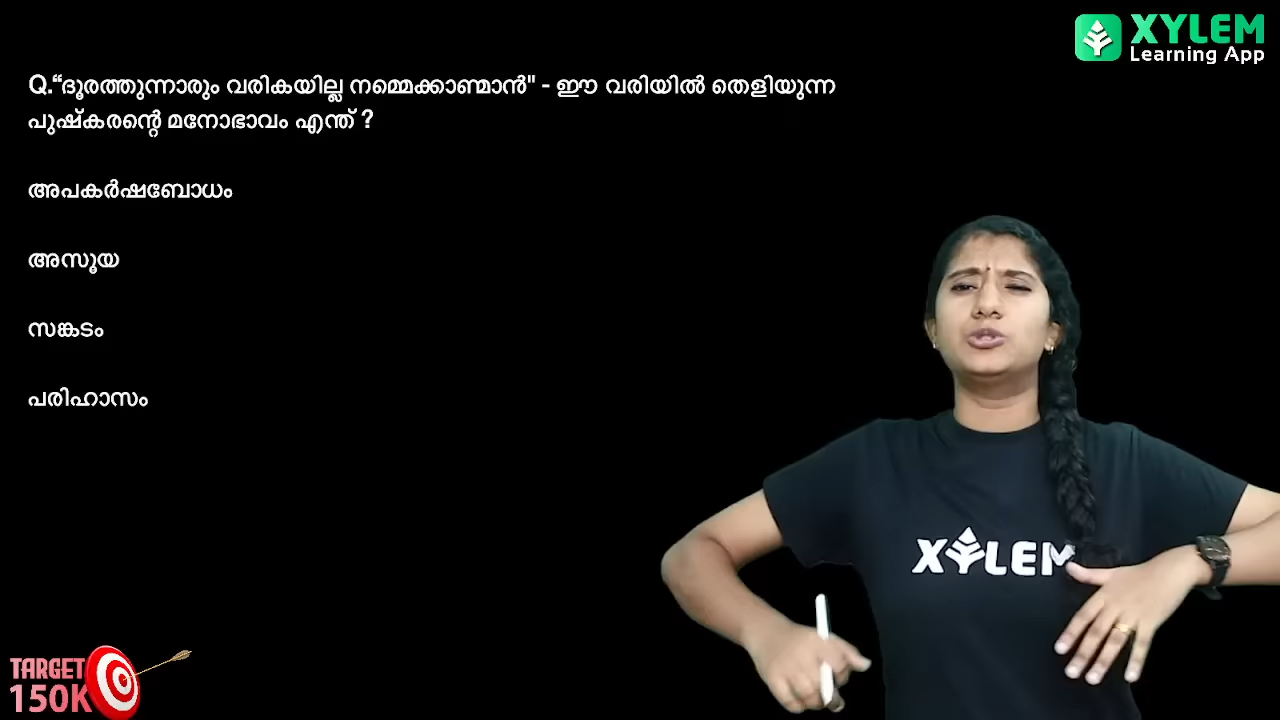 XYLEM
Learning App
Q.“ദൂരത്തുന്നാരും വരികയില്ല നമ്മെക്കാണ്മാൻ" - ഈ വരിയിൽ തെളിയുന്ന
പുഷ്കരന്റെ മനോഭാവം എന്ത് ?
അപകർഷബോധം
അസൂയ
സങ്കടം
പരിഹാസം
XYLEM
TARGET
150K